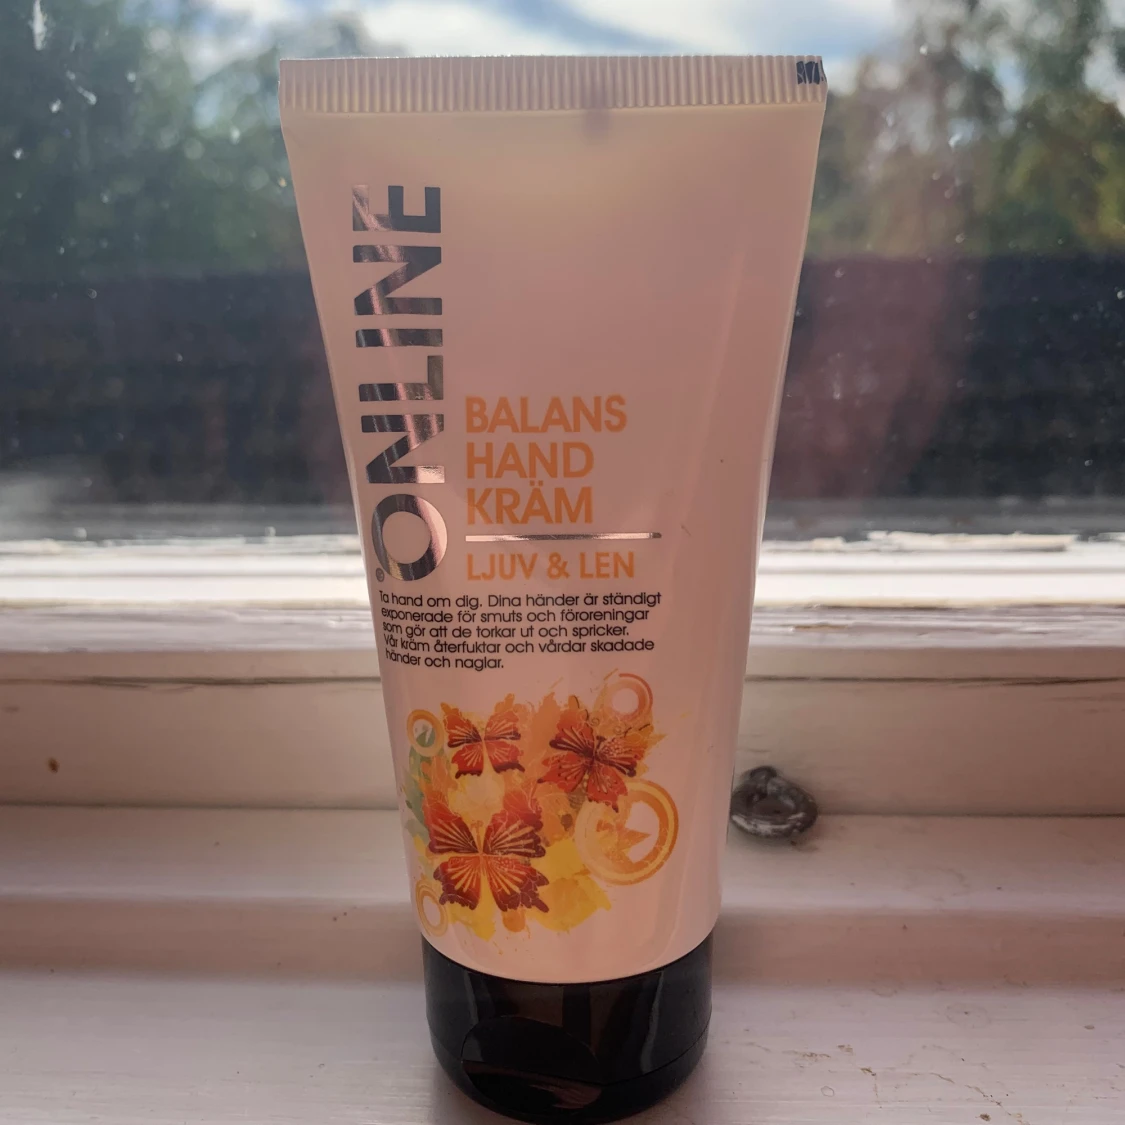 ONLINE
BALANS
HAND
KRÄM
LJUV & LEN
Ta hand om dig. Dina händer är ständigt
exponerade för smuts och föroreningar
som gör att de torkar ut och spricker.
Vår kräm återfuktar och vårdar skadade
händer och naglar.